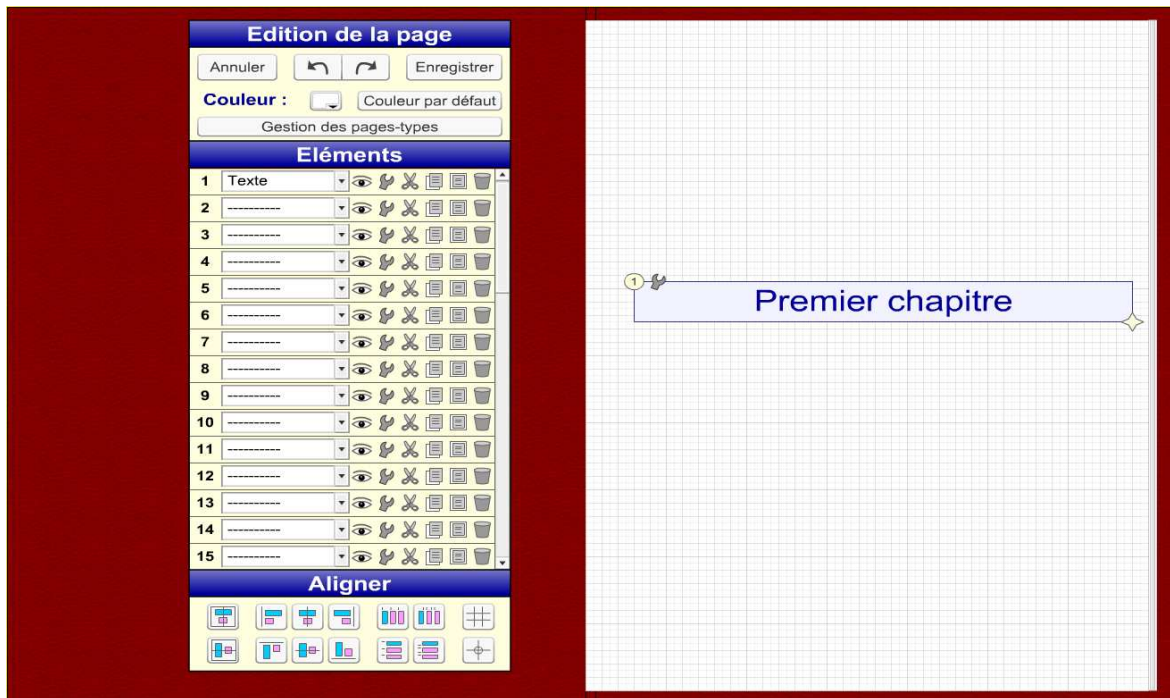 Edition de la page
Annuler Enregistrer
Couleur : Couleur par défaut
Gestion des pages-types
Eléments
1 Texte
2 ----------
3 ----------
4 ----------
5 ----------
6 ----------
7 ----------
8 ----------
9 ----------
10 ----------
11 ----------
12 ----------
13 ----------
14 ----------
15 ----------
Aligner
1
Premier chapitre